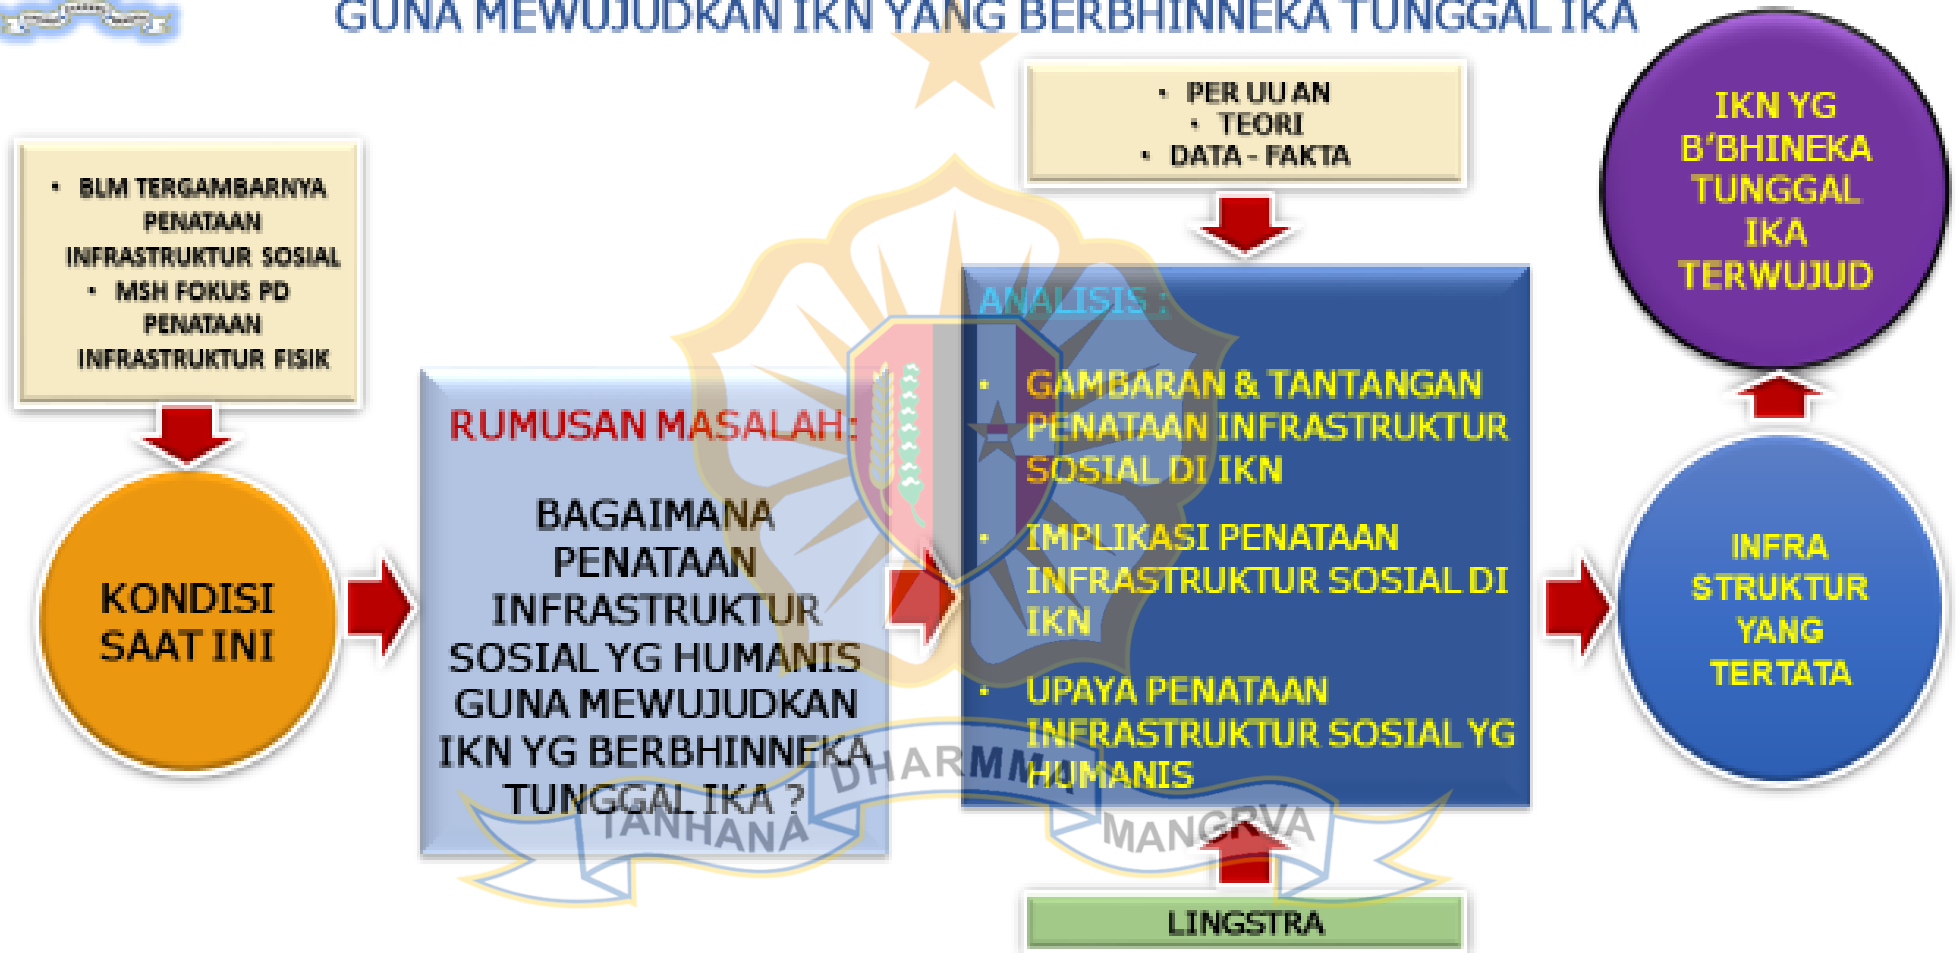 GUNA MEWUJUDKAN IKN YANG BERBHINNEKA TUNGGAL IKA
• BLM TERGAMBARNYA
PENATAAN
INFRASTRUKTUR SOSIAL
• MSH FOKUS PD
PENATAAN
INFRASTRUKTUR FISIK
KONDISI
SAAT INI
RUMUSAN MASALAH:
BAGAIMANA
PENATAAN
INFRASTRUKTUR
SOSIAL YG HUMANIS
GUNA MEWUJUDKAN
IKN YG BERBHINNEKA
TUNGGAL IKA ?
• PER UU AN
• TEORI
• DATA - FAKTA
ANALISIS :
• GAMBARAN & TANTANGAN
PENATAAN INFRASTRUKTUR
SOSIAL DI IKN
• IMPLIKASI PENATAAN
INFRASTRUKTUR SOSIAL DI
IKN
• UPAYA PENATAAN
INFRASTRUKTUR SOSIAL YG
HUMANIS
LINGSTRA
INFRA
STRUKTUR
YANG
TERTATA
IKN YG
B'BHINEKA
TUNGGAL
IKA
TERWUJUD
TANHANA DHARMMA MANGRVA